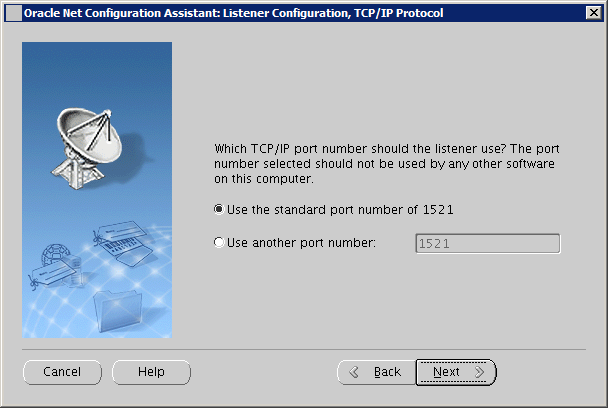 Oracle Net Configuration Assistant: Listener Configuration, TCP/IP Protocol
Which TCP/IP port number should the listener use? The port
number selected should not be used by any other software
on this computer.
Use the standard port number of 1521
Use another port number:
1521
Cancel
Help
Back
Next